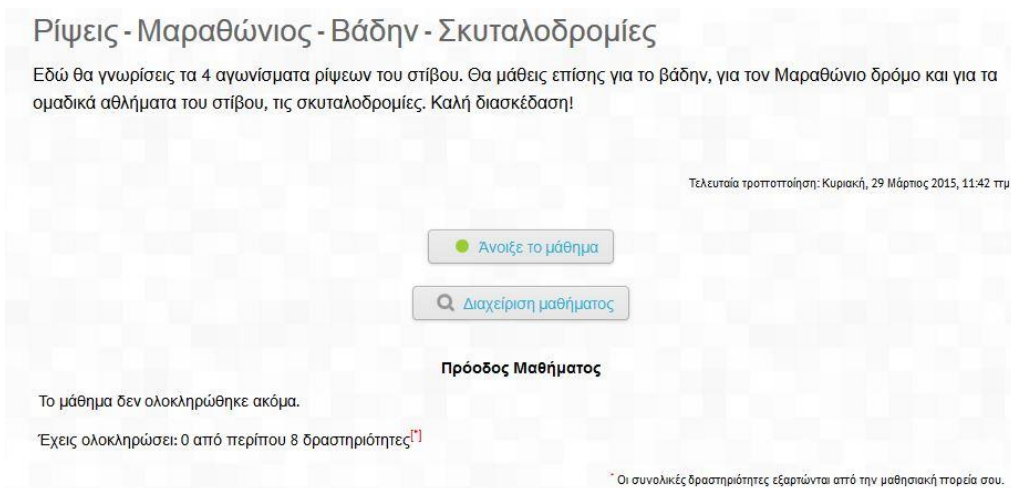 Ρίψεις - Μαραθώνιος - Βάδην - Σκυταλοδρομίες
Εδώ θα γνωρίσεις τα 4 αγωνίσματα ρίψεων του στίβου. Θα μάθεις επίσης για το βάδην, για τον Μαραθώνιο δρόμο και για τα
ομαδικά αθλήματα του στίβου, τις σκυταλοδρομίες. Καλή διασκέδαση!
Τελευταία τροποποίηση: Κυριακή, 29 Μάρτιος 2015, 11:42 πμ
Άνοιξε το μάθημα
Διαχείριση μαθήματος
Πρόοδος Μαθήματος
Το μάθημα δεν ολοκληρώθηκε ακόμα.
Έχεις ολοκληρώσει: 0 από περίπου 8 δραστηριότητες[*]
* Οι συνολικές δραστηριότητες εξαρτώνται από την μαθησιακή πορεία σου.